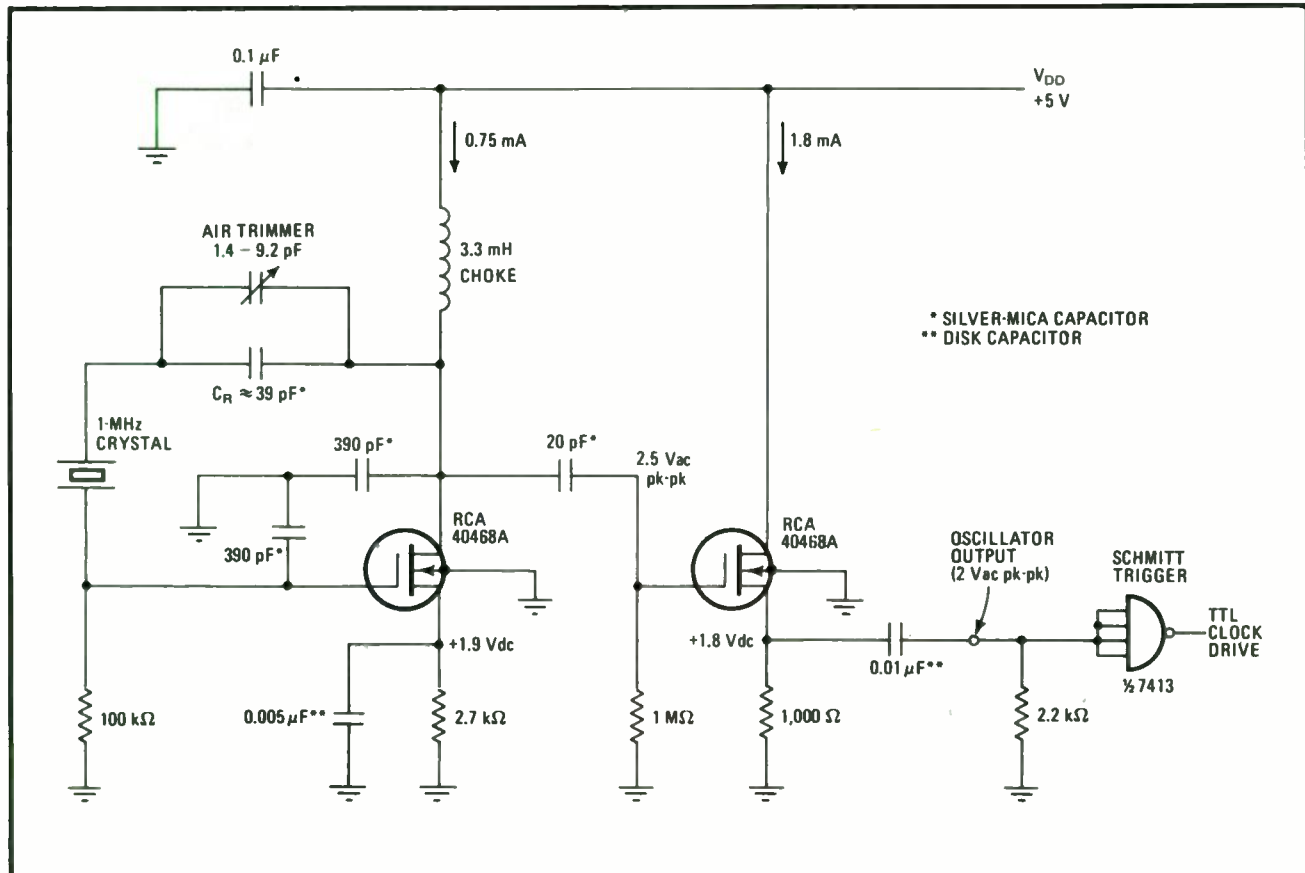 0.1 µF
V_DD
+5 V
0.75 mA
1.8 mA
AIR TRIMMER
1.4 – 9.2 pF
3.3 mH
CHOKE
* SILVER-MICA CAPACITOR
** DISK CAPACITOR
C_R ≈ 39 pF*
1-MHz
CRYSTAL
390 pF*
20 pF*
2.5 Vac
pk-pk
RCA
40468A
RCA
40468A
OSCILLATOR
OUTPUT
(2 Vac pk-pk)
SCHMITT
TRIGGER
390 pF*
TTL
CLOCK
DRIVE
+1.9 Vdc
+1.8 Vdc
0.01 µF**
½ 7413
100 kΩ
0.005 µF**
2.7 kΩ
1 MΩ
1,000 Ω
2.2 kΩ